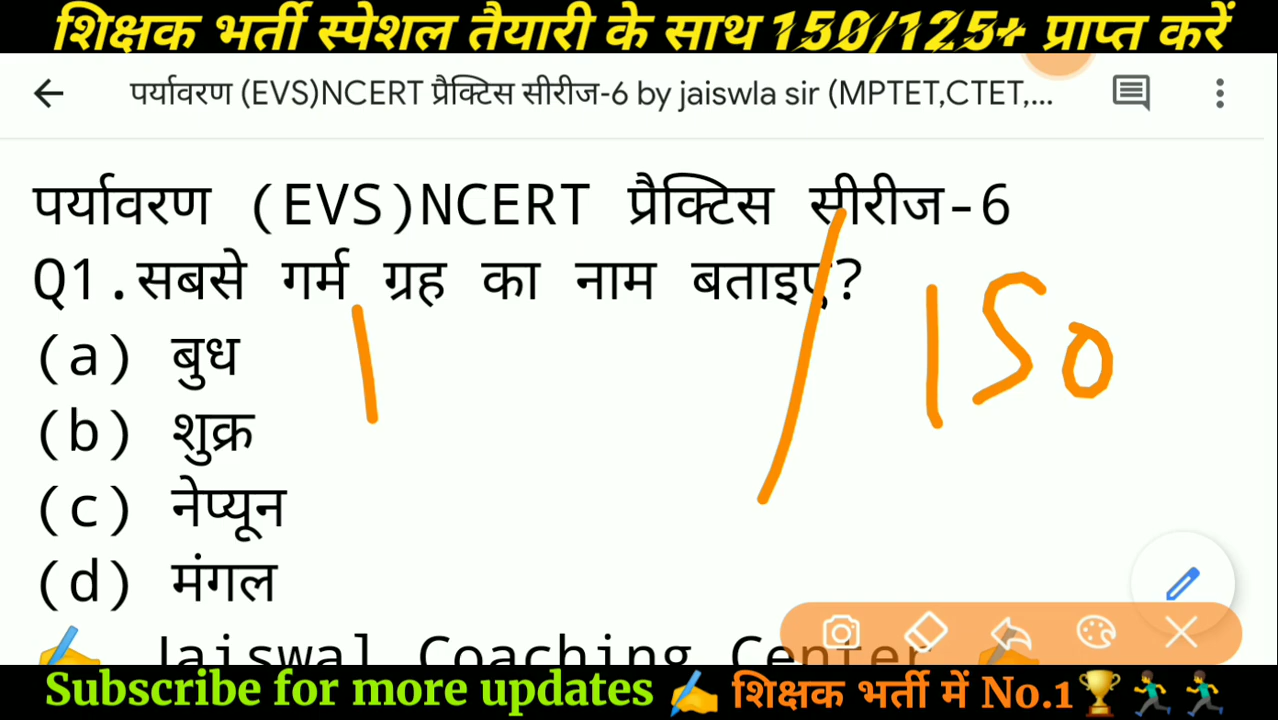 शिक्षक भर्ती स्पेशल तैयारी के साथ 150/125+ प्राप्त करें
पर्यावरण (EVS)NCERT प्रैक्टिस सीरीज-6 by jaiswla sir (MPTET,CTET,...
पर्यावरण (EVS)NCERT प्रैक्टिस सीरीज-6
Q1.सबसे गर्म ग्रह का नाम बताइए?
(a) बुध
(b) शुक्र
(c) नेप्यून
(d) मंगल
1 / 150
Jaiswal Coaching Center
Subscribe for more updates ✍️ शिक्षक भर्ती में No.1🏆🏃‍♂️🏃‍♂️